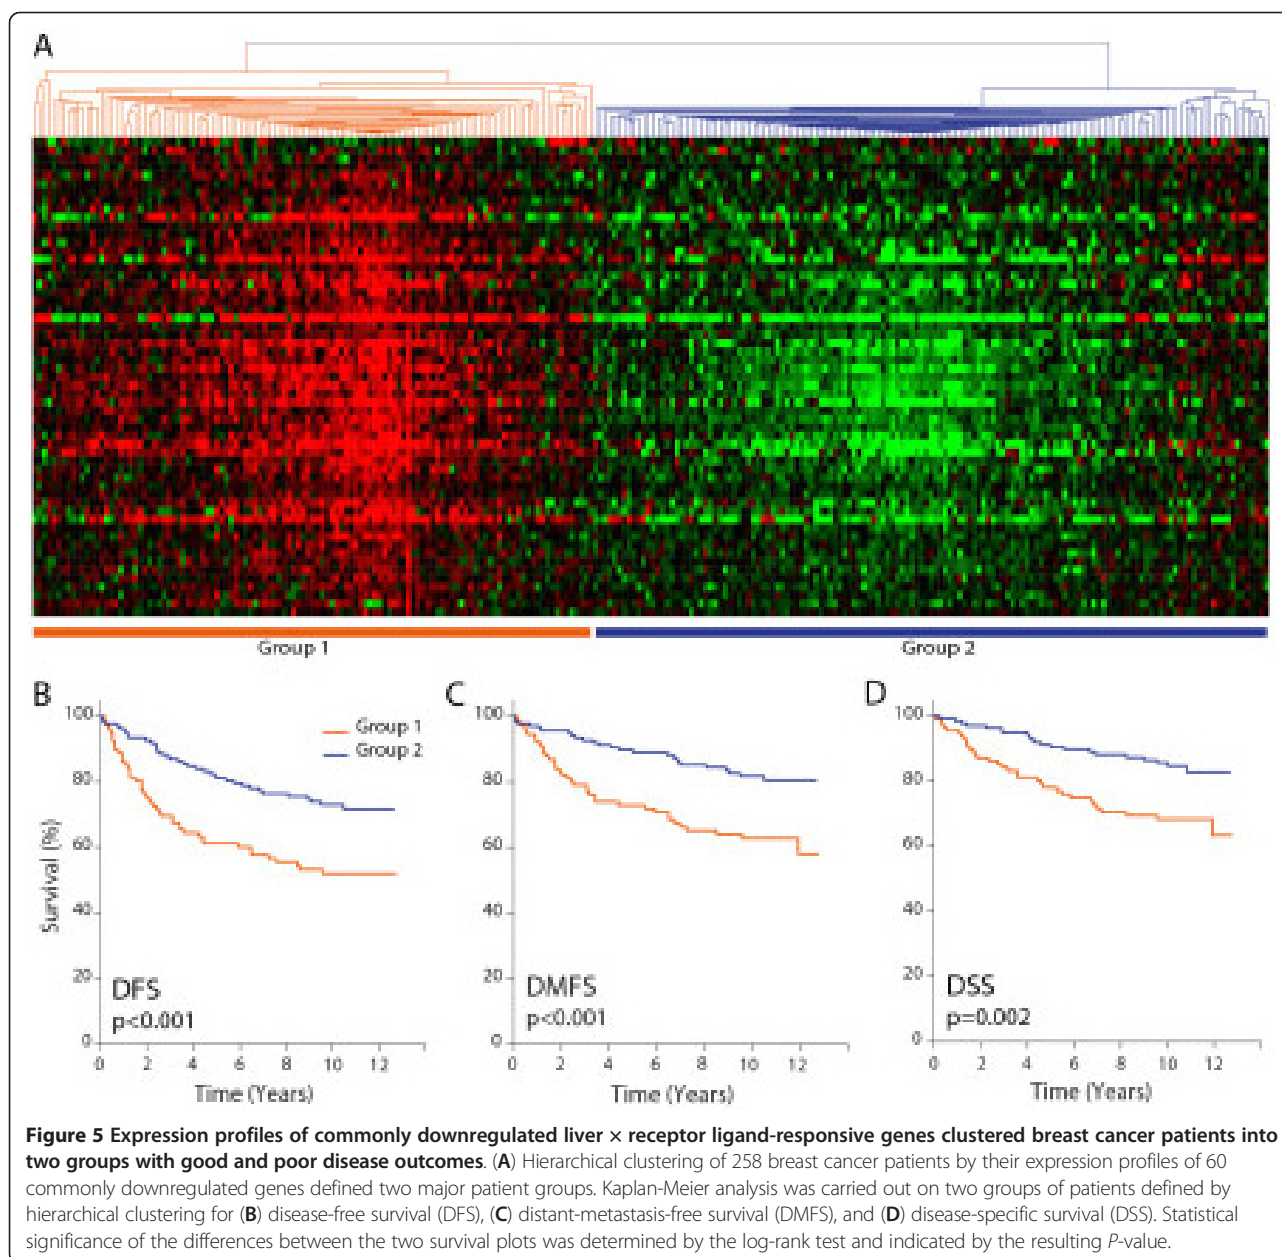 A
Group 1
Group 2
B
100
80
60
40
20
0
Survival (%)
Group 1
Group 2
DFS
p<0.001
0 2 4 6 8 10 12
Time (Years)
C
100
80
60
40
20
0
DMFS
p<0.001
0 2 4 6 8 10 12
Time (Years)
D
100
80
60
40
20
0
DSS
p=0.002
0 2 4 6 8 10 12
Time (Years)
Figure 5 Expression profiles of commonly downregulated liver × receptor ligand-responsive genes clustered breast cancer patients into
two groups with good and poor disease outcomes. (A) Hierarchical clustering of 258 breast cancer patients by their expression profiles of 60
commonly downregulated genes defined two major patient groups. Kaplan-Meier analysis was carried out on two groups of patients defined by
hierarchical clustering for (B) disease-free survival (DFS), (C) distant-metastasis-free survival (DMFS), and (D) disease-specific survival (DSS). Statistical
significance of the differences between the two survival plots was determined by the log-rank test and indicated by the resulting P-value.